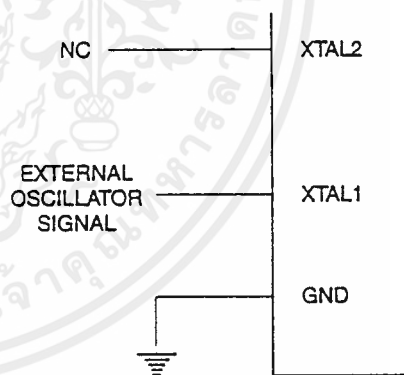 NC
XTAL2
EXTERNAL
OSCILLATOR
SIGNAL
XTAL1
GND